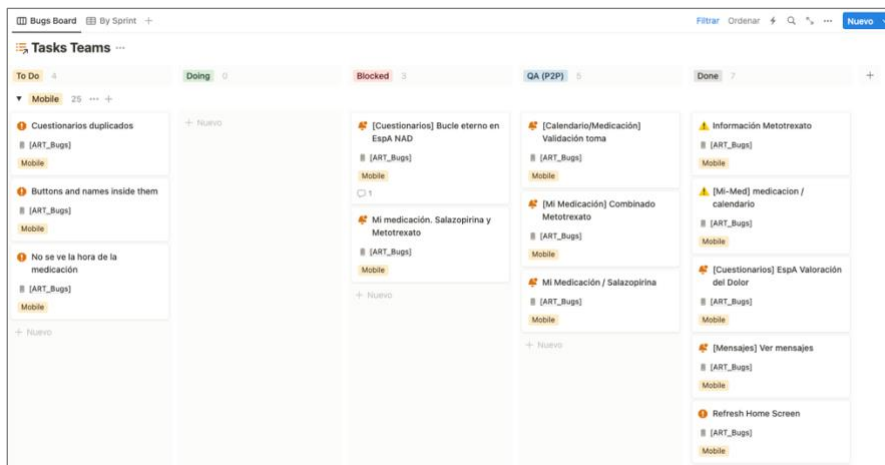 Bugs Board By Sprint +
Filtrar Ordenar Nuevo
Tasks Teams ...
To Do 4
Doing 0
Blocked 3
QA (P2P) 5
Done 7
+
Mobile 25 ... +
Cuestionarios duplicados
[ART_Bugs]
Mobile
Buttons and names inside them
[ART_Bugs]
Mobile
No se ve la hora de la
medicación
[ART_Bugs]
Mobile
+ Nuevo
+ Nuevo
[Cuestionarios] Bucle eterno en
EspA NAD
[ART_Bugs]
Mobile
1
Mi medicación. Salazopirina y
Metotrexato
[ART_Bugs]
Mobile
+ Nuevo
[Calendario/Medicación]
Validación toma
[ART_Bugs]
Mobile
[Mi Medicación] Combinado
Metotrexato
[ART_Bugs]
Mobile
Mi Medicación / Salazopirina
[ART_Bugs]
Mobile
+ Nuevo
Información Metotrexato
[ART_Bugs]
Mobile
[Mi-Med] medicacion /
calendario
[ART_Bugs]
Mobile
[Cuestionarios] EspA Valoración
del Dolor
[ART_Bugs]
Mobile
[Mensajes] Ver mensajes
[ART_Bugs]
Mobile
Refresh Home Screen
[ART_Bugs]
Mobile